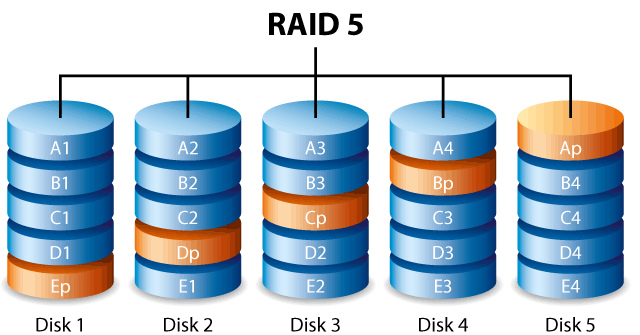 RAID 5
A1 A2 A3 A4 Ap
B1 B2 B3 Bp B4
C1 C2 Cp C3 C4
D1 Dp D2 D3 D4
Ep E1 E2 E3 E4
Disk 1 Disk 2 Disk 3 Disk 4 Disk 5